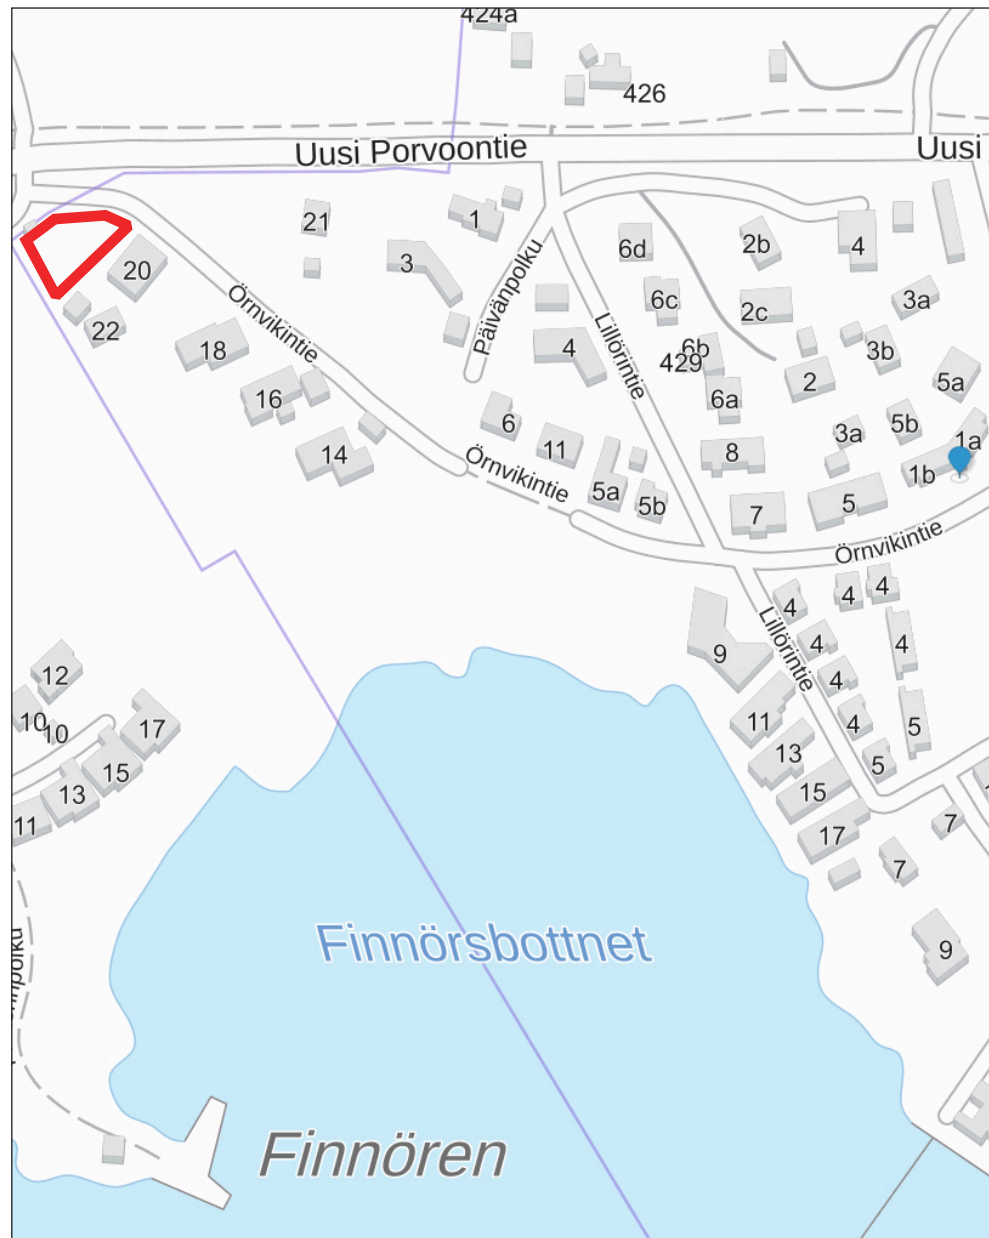 424a
426
Uusi Porvoontie
Uusi
21
1
3
20
22
18
16
14
Örnvikintie
Päivänpolku
Lillörintie
6d
2b
4
6c
2c
3a
6b
429
3b
4
2
5a
6a
6
11
8
3a
5b
1a
1b
Örnvikintie
5a
5b
7
5
Örnvikintie
4
4
4
Lillörintie
9
4
4
12
4
10
10
17
11
4
5
15
13
5
13
15
11
17
7
7
Finnörsbottnet
9
Finnören